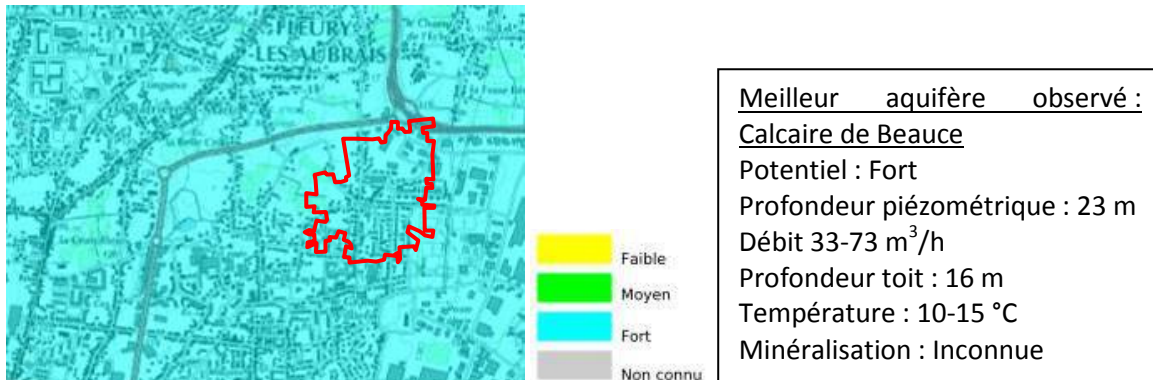 FLEURY
-LES AUBRAIS
Faible
Moyen
Fort
Non connu
Meilleur aquifère observé :
Calcaire de Beauce
Potentiel : Fort
Profondeur piézométrique : 23 m
Débit 33-73 m³/h
Profondeur toit : 16 m
Température : 10-15 °C
Minéralisation : Inconnue